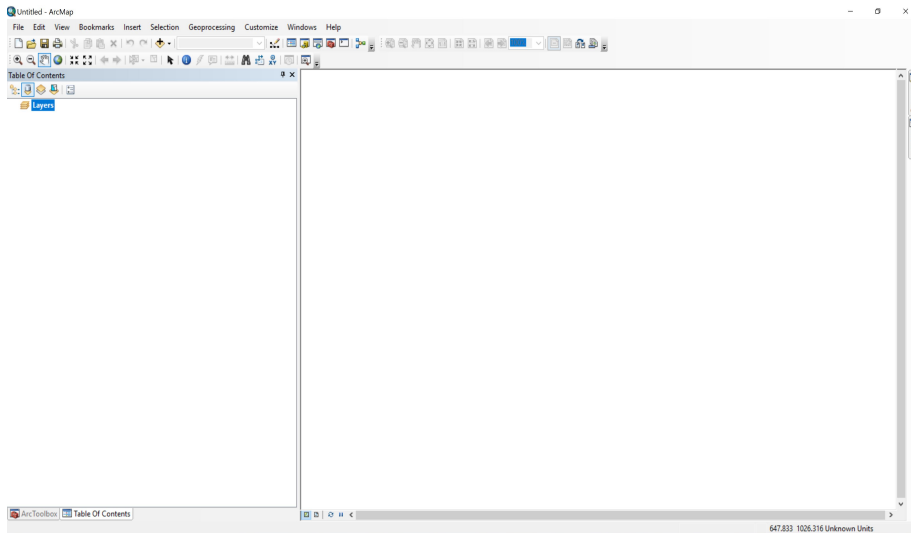 Untitled - ArcMap
File Edit View Bookmarks Insert Selection Geoprocessing Customize Windows Help
Table Of Contents
Layers
ArcToolbox Table Of Contents
647.833 1026.316 Unknown Units